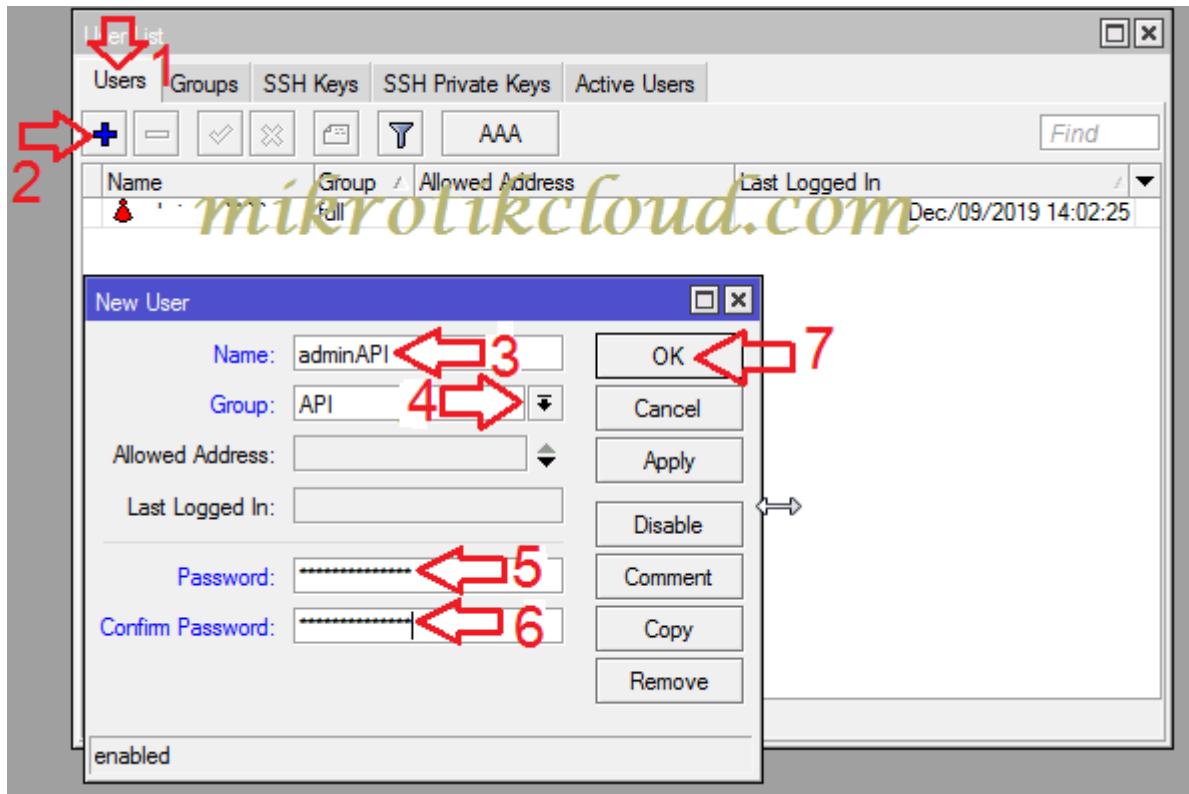 User List
1
Users Groups SSH Keys SSH Private Keys Active Users
2
AAA Find
Name Group Allowed Address Last Logged In
full Dec/09/2019 14:02:25
mikrotikcloud.com
New User
Name: adminAPI 3 OK 7
Group: API 4 Cancel
Allowed Address: Apply
Last Logged In: Disable
Password: ************** 5 Comment
Confirm Password: ************** 6 Copy
Remove
enabled